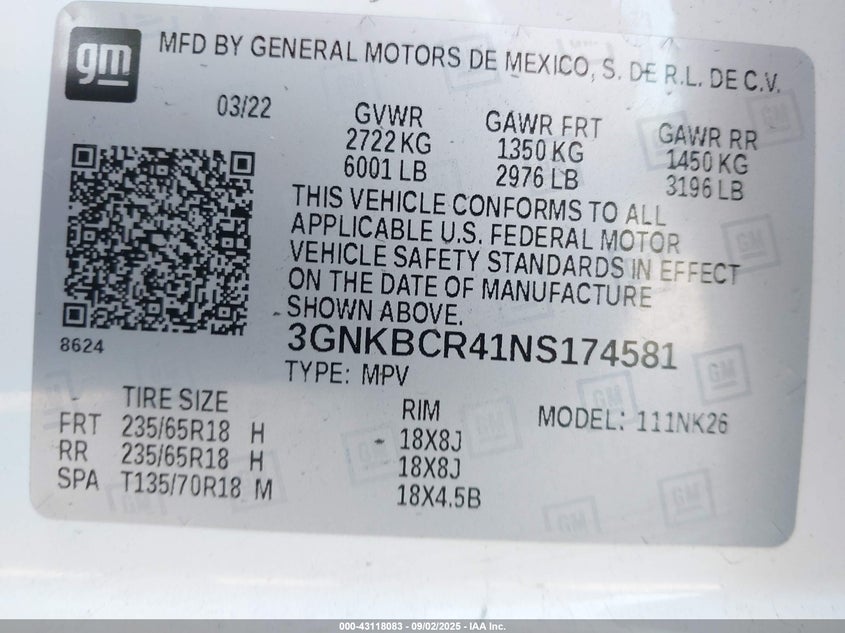 gm
MFD BY GENERAL MOTORS DE MEXICO, S. DE R.L. DE C.V.
03/22
GVWR GAWR FRT GAWR RR
2722 KG 1350 KG 1450 KG
6001 LB 2976 LB 3196 LB
THIS VEHICLE CONFORMS TO ALL
APPLICABLE U.S. FEDERAL MOTOR
VEHICLE SAFETY STANDARDS IN EFFECT
ON THE DATE OF MANUFACTURE
SHOWN ABOVE.
8624
3GNKBCR41NS174581
TYPE: MPV
TIRE SIZE RIM MODEL: 111NK26
FRT 235/65R18 H 18X8J
RR 235/65R18 H 18X8J
SPA T135/70R18 M 18X4.5B
000-43118083 - 09/02/2025 - IAA Inc.